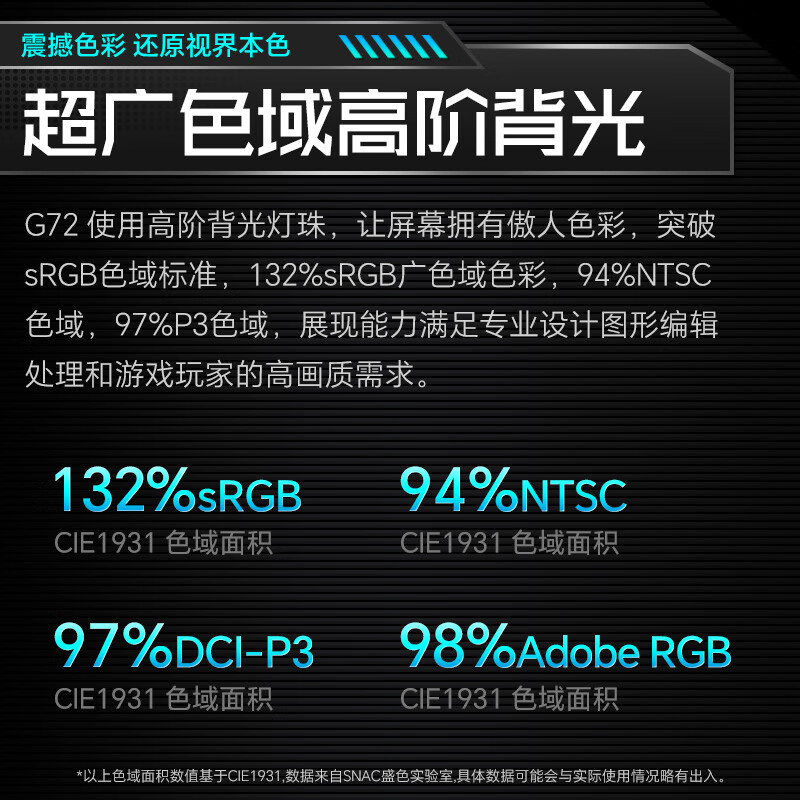 震撼色彩 还原视界本色
超广色域高阶背光
G72 使用高阶背光灯珠，让屏幕拥有傲人色彩，突破
sRGB色域标准，132%sRGB广色域色彩，94%NTSC
色域，97%P3色域，展现能力满足专业设计图形编辑
处理和游戏玩家的高画质需求。
132%sRGB
CIE1931 色域面积
94%NTSC
CIE1931 色域面积
97%DCI-P3
CIE1931 色域面积
98%Adobe RGB
CIE1931 色域面积
*以上色域面积数值基于CIE1931,数据来自SNAC盛色实验室,具体数据可能会与实际使用情况略有出入。